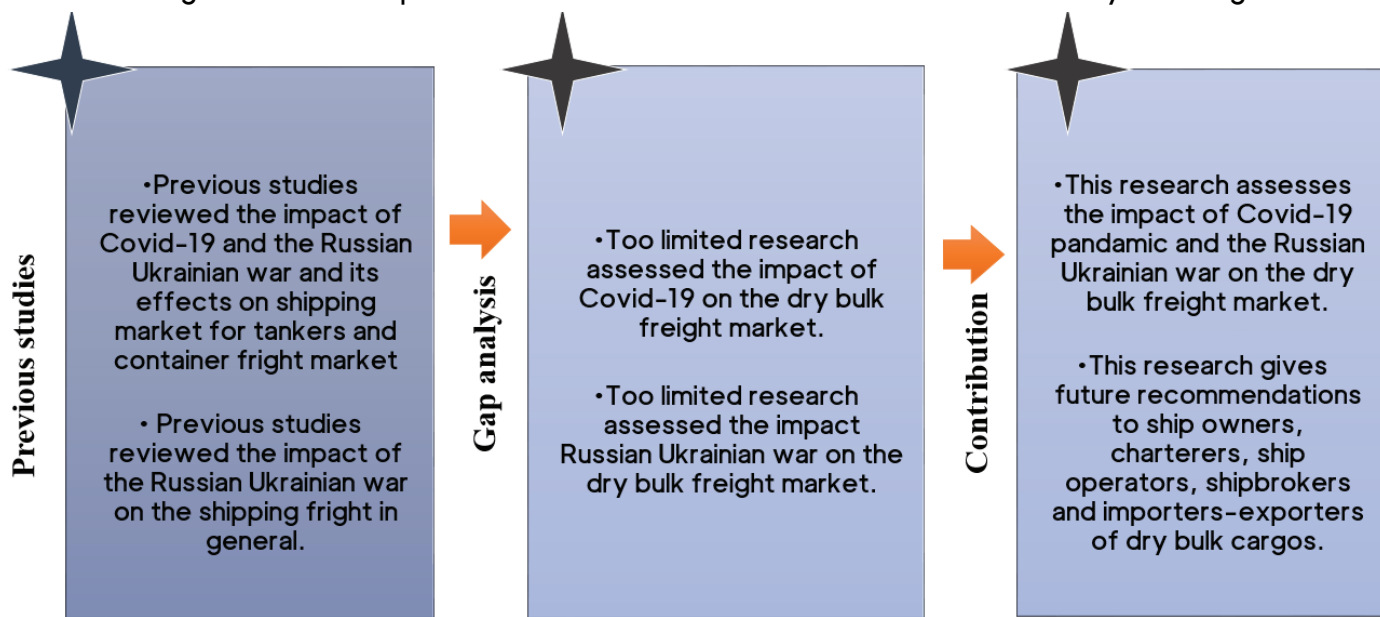 Previous studies
•Previous studies
reviewed the impact of
Covid-19 and the Russian
Ukrainian war and its
effects on shipping
market for tankers and
container fright market
• Previous studies
reviewed the impact of
the Russian Ukrainian war
on the shipping fright in
general.
Gap analysis
•Too limited research
assessed the impact of
Covid-19 on the dry bulk
freight market.
•Too limited research
assessed the impact
Russian Ukrainian war on the
dry bulk freight market.
Contribution
•This research assesses
the impact of Covid-19
pandamic and the Russian
Ukrainian war on the dry
bulk freight market.
•This research gives
future recommendations
to ship owners,
charterers, ship
operators, shipbrokers
and importers-exporters
of dry bulk cargos.